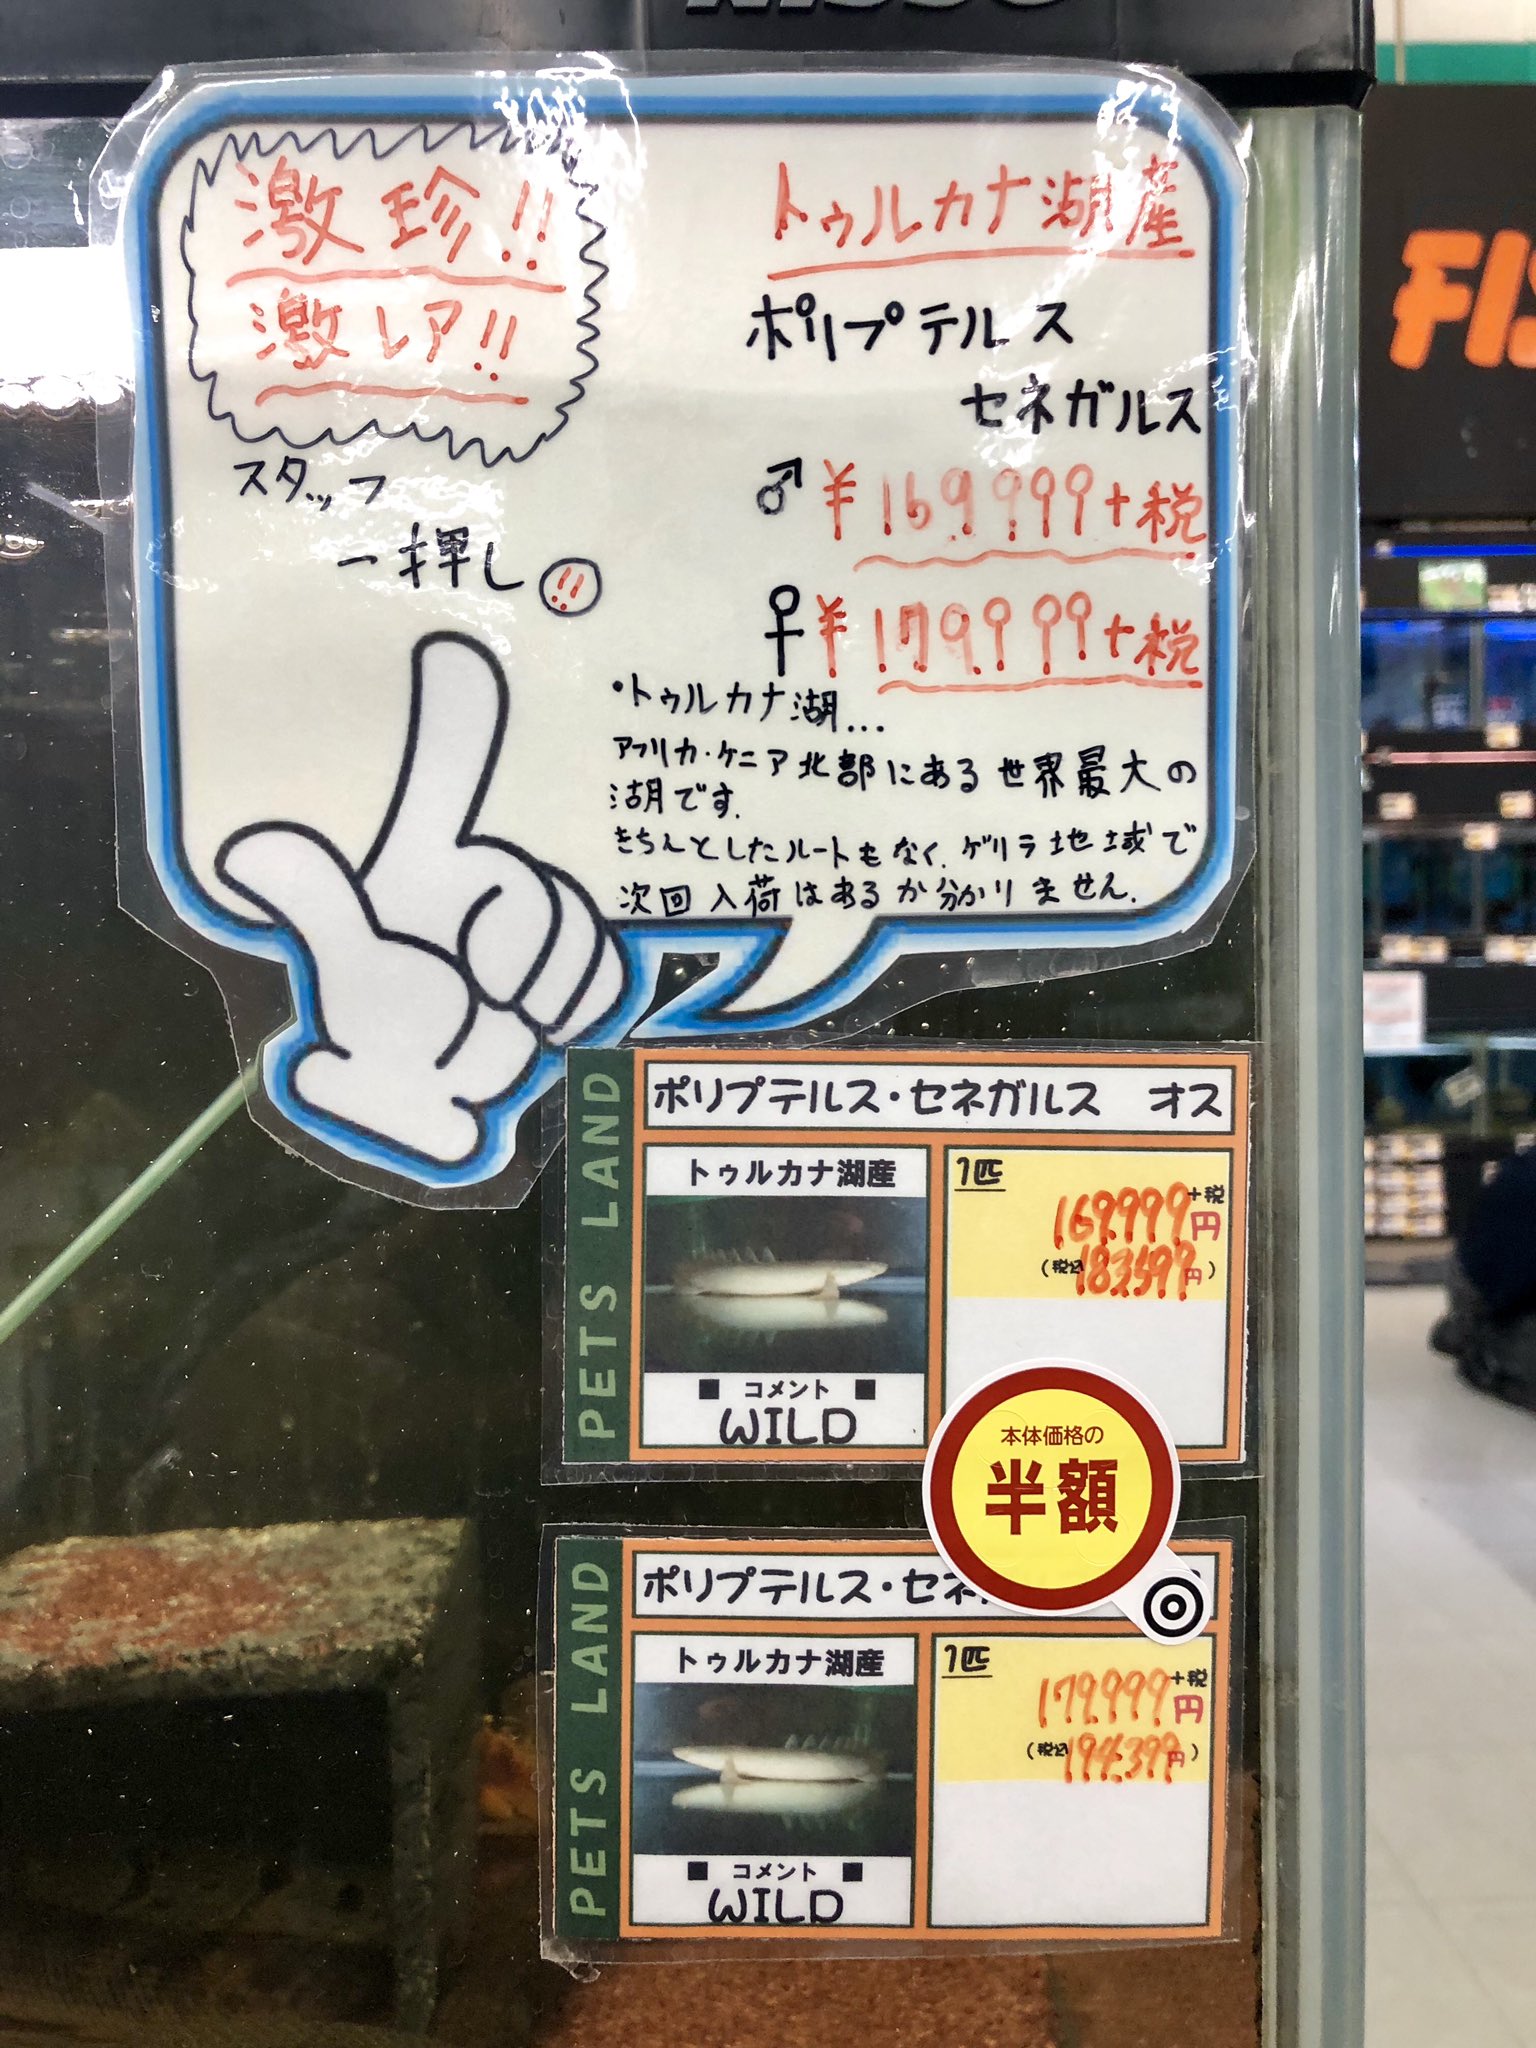 激珍!!
激レア!!
スタッフ
一押し!!
トゥルカナ湖産
ポリプテルス
セネガルス
♂ ¥169.999+税
♀ ¥179.999+税
・トゥルカナ湖...
アフリカ・ケニア北部にある世界最大の
湖です.
きちんとしたルートもなく、ゲリラ地域で
次回入荷はあるか分かりません.
PETS LAND
ポリプテルス・セネガルス オス
トゥルカナ湖産
1匹
169.999円+税
(税込183.599円)
■ コメント ■
WILD
本体価格の
半額
PETS LAND
ポリプテルス・セネ
トゥルカナ湖産
1匹
179.999円+税
(税込194.399円)
■ コメント ■
WILD